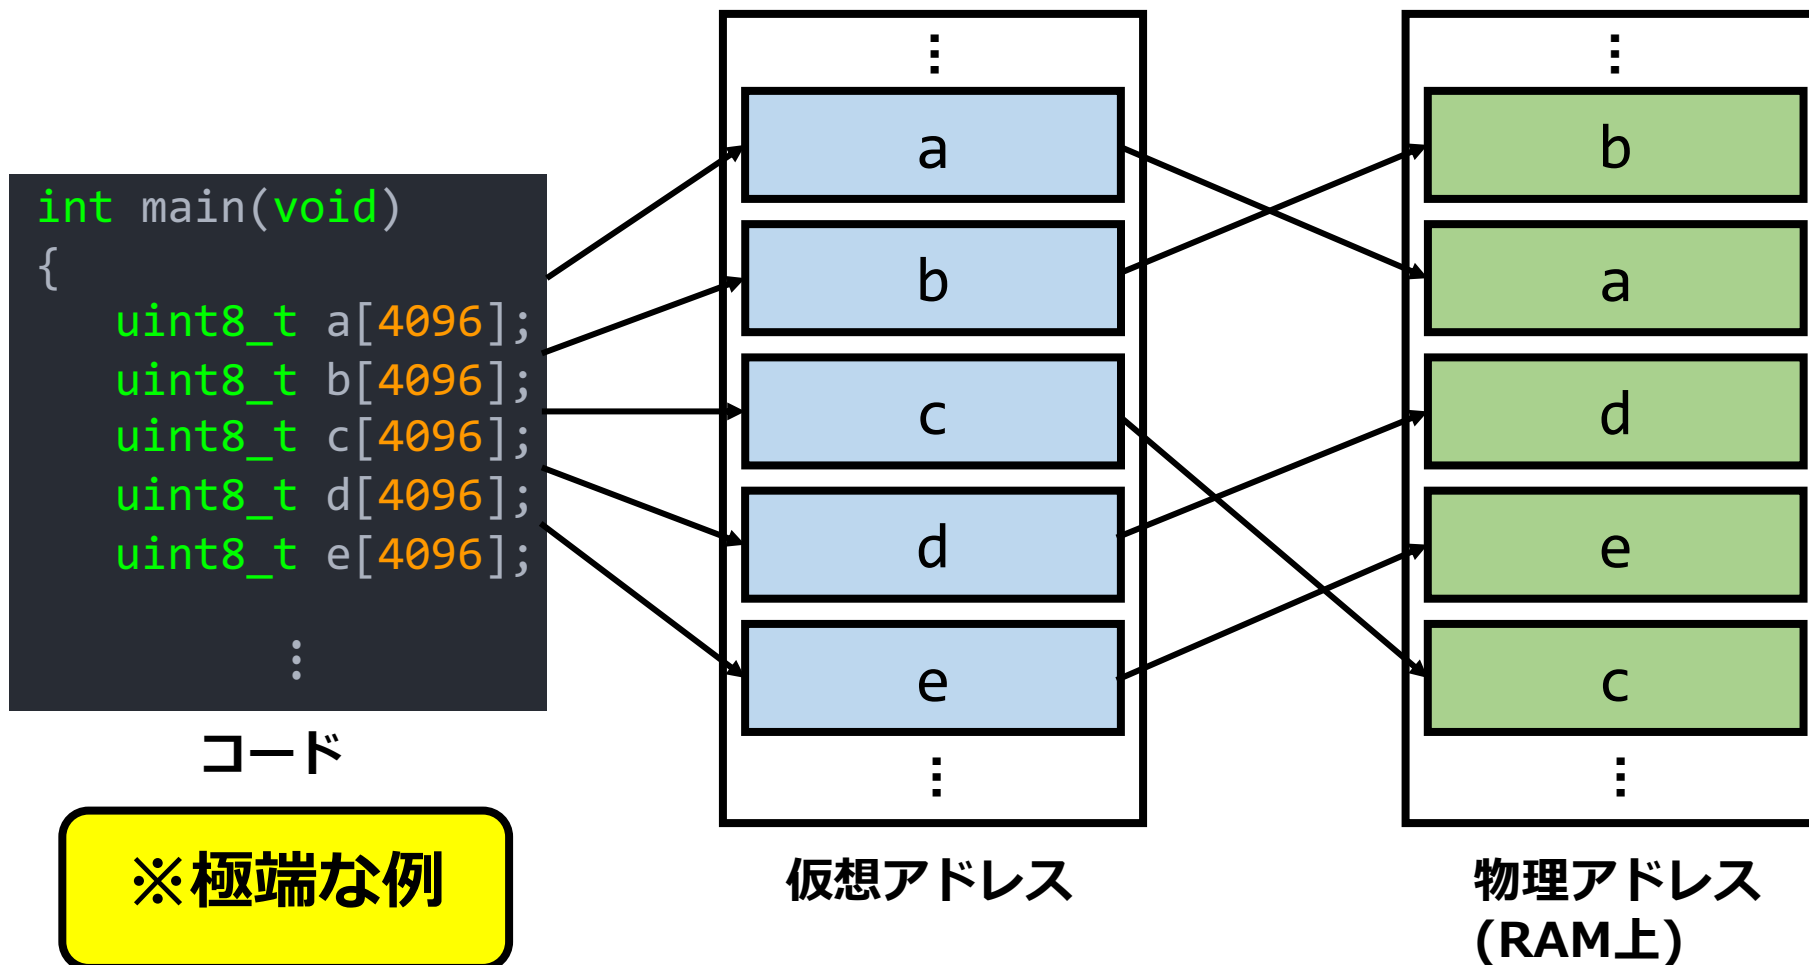 int main(void)
{
uint8_t a[4096];
uint8_t b[4096];
uint8_t c[4096];
uint8_t d[4096];
uint8_t e[4096];
⋮
コード
※極端な例
⋮
a
b
c
d
e
⋮
仮想アドレス
⋮
b
a
d
e
c
⋮
物理アドレス
(RAM上)